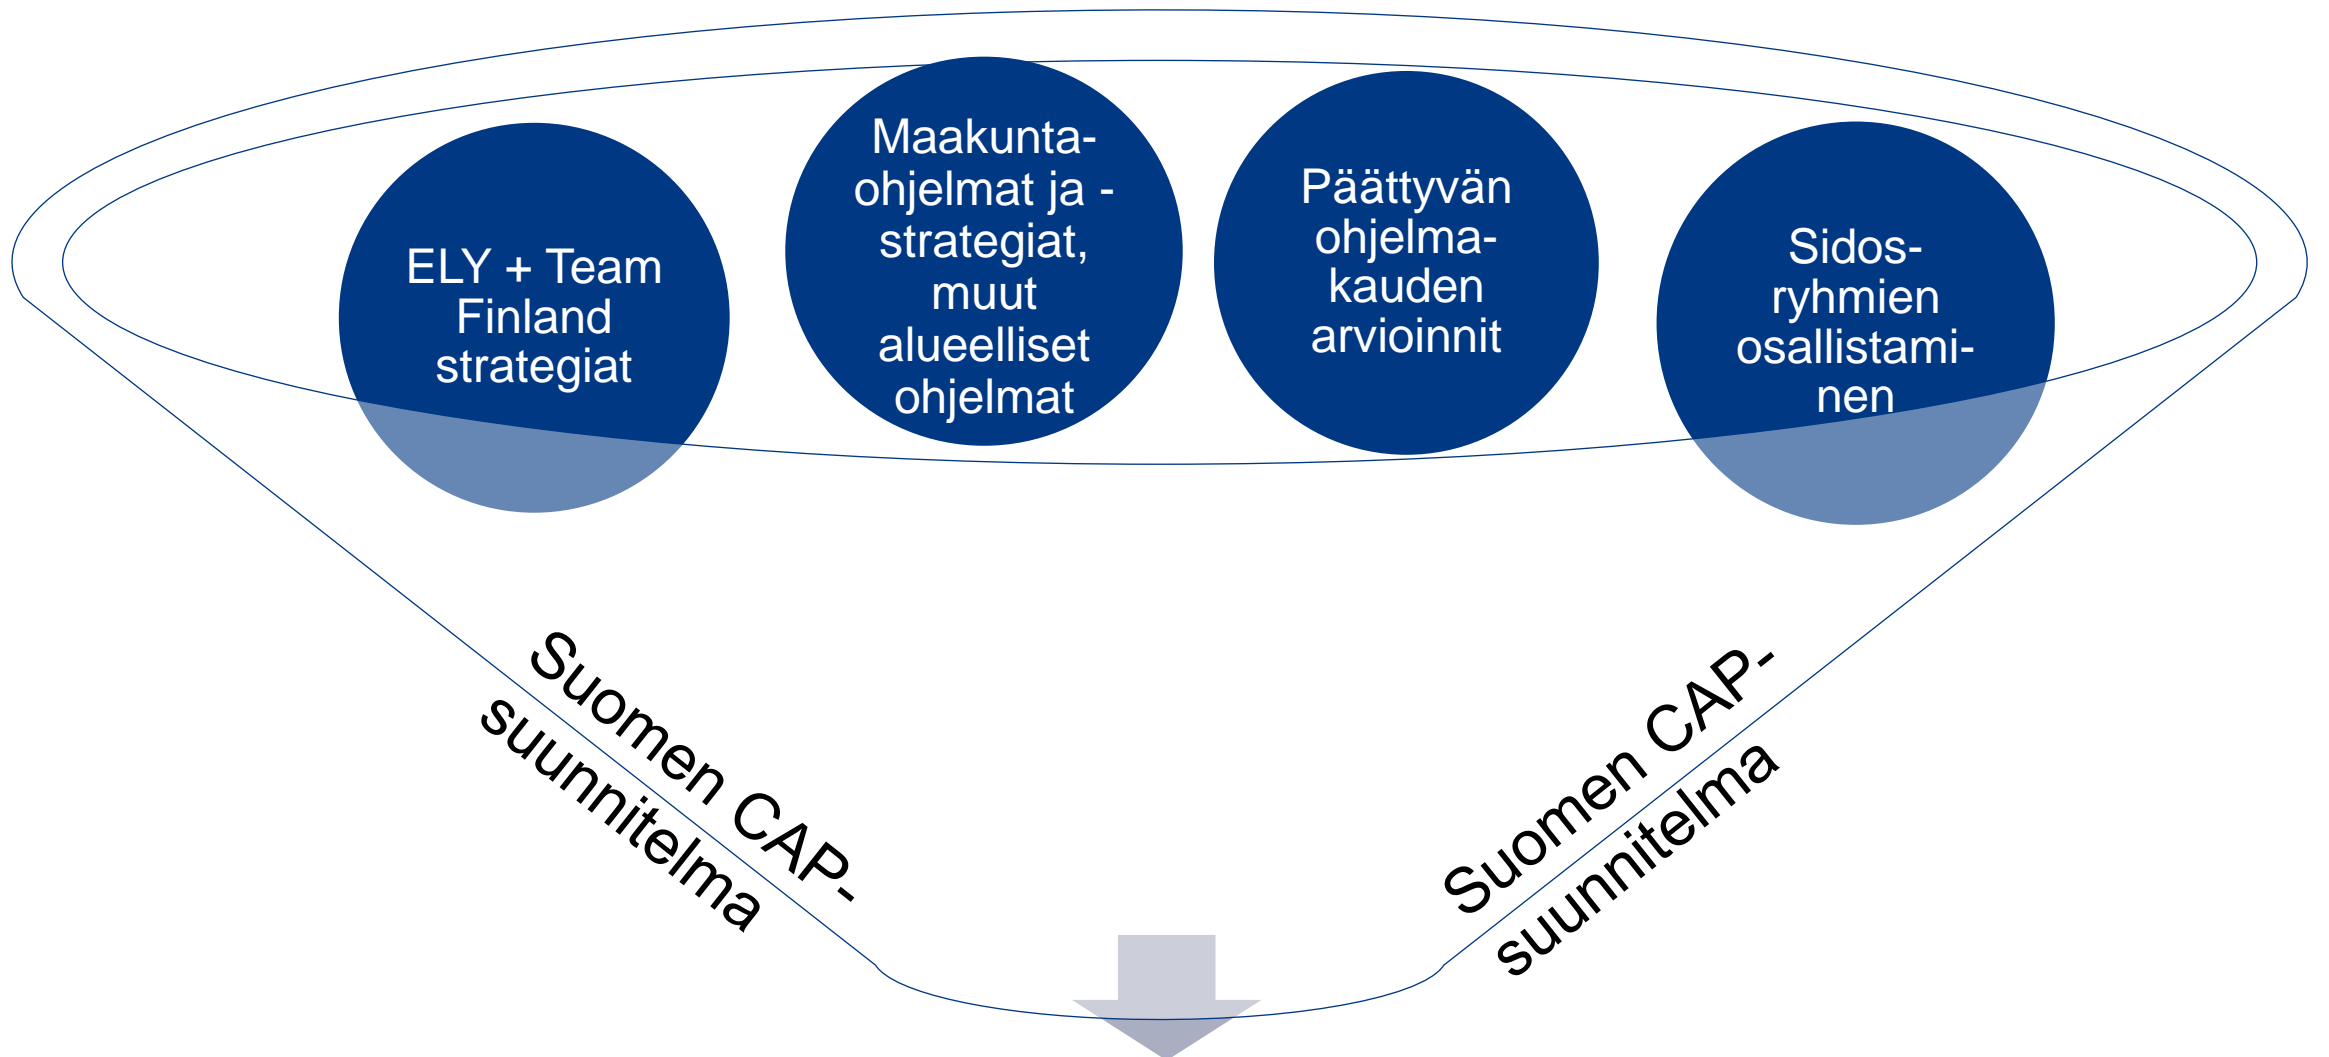 ELY + Team
Finland
strategiat
Maakunta-
ohjelmat ja -
strategiat,
muut
alueelliset
ohjelmat
Päättyvän
ohjelma-
kauden
arvioinnit
Sidos-
ryhmien
osallistami-
nen
Suomen CAP-
suunnitelma
Suomen CAP-
suunnitelma